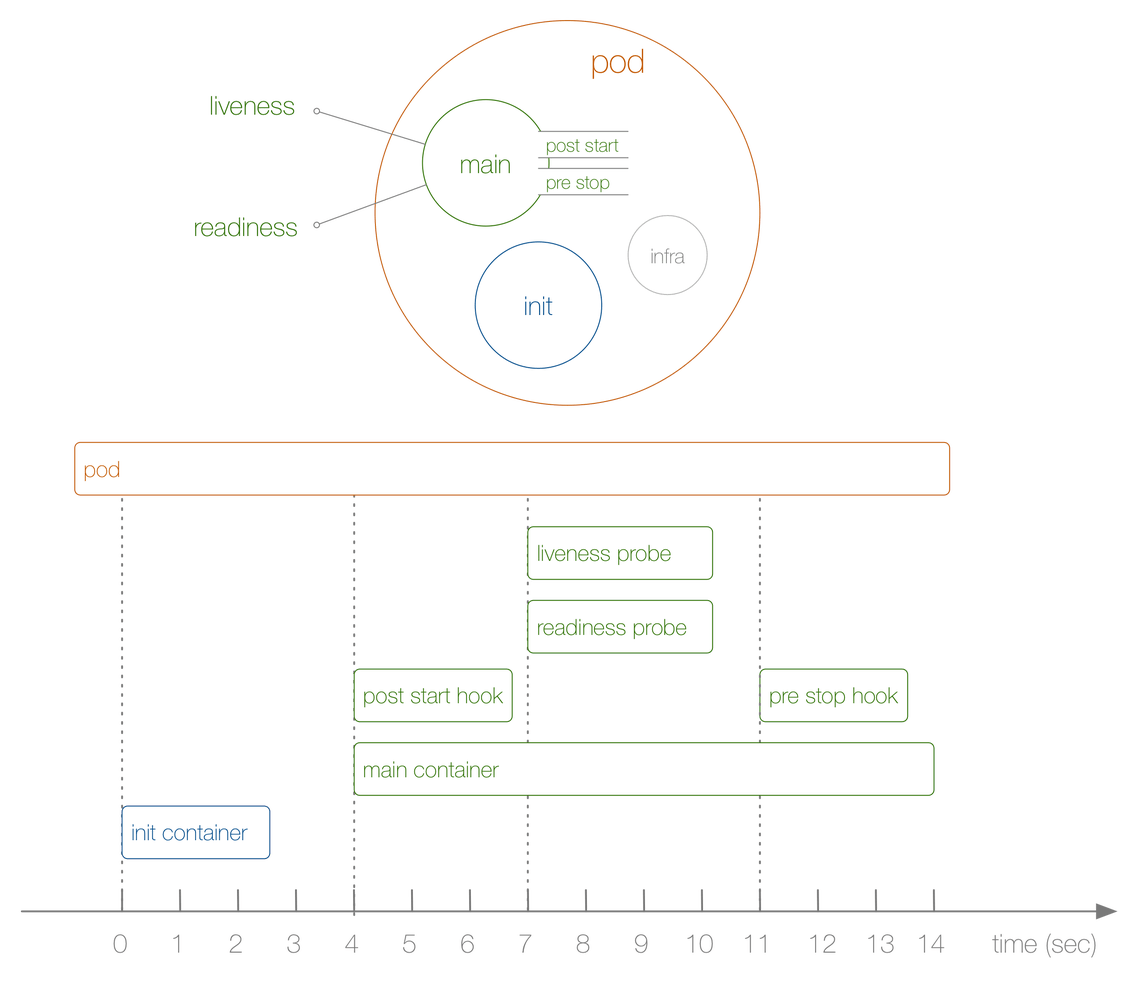 pod
liveness
post start
main
pre stop
readiness
infra
init
pod
liveness probe
readiness probe
post start hook
pre stop hook
main container
init container
0 1 2 3 4 5 6 7 8 9 10 11 12 13 14 time (sec)